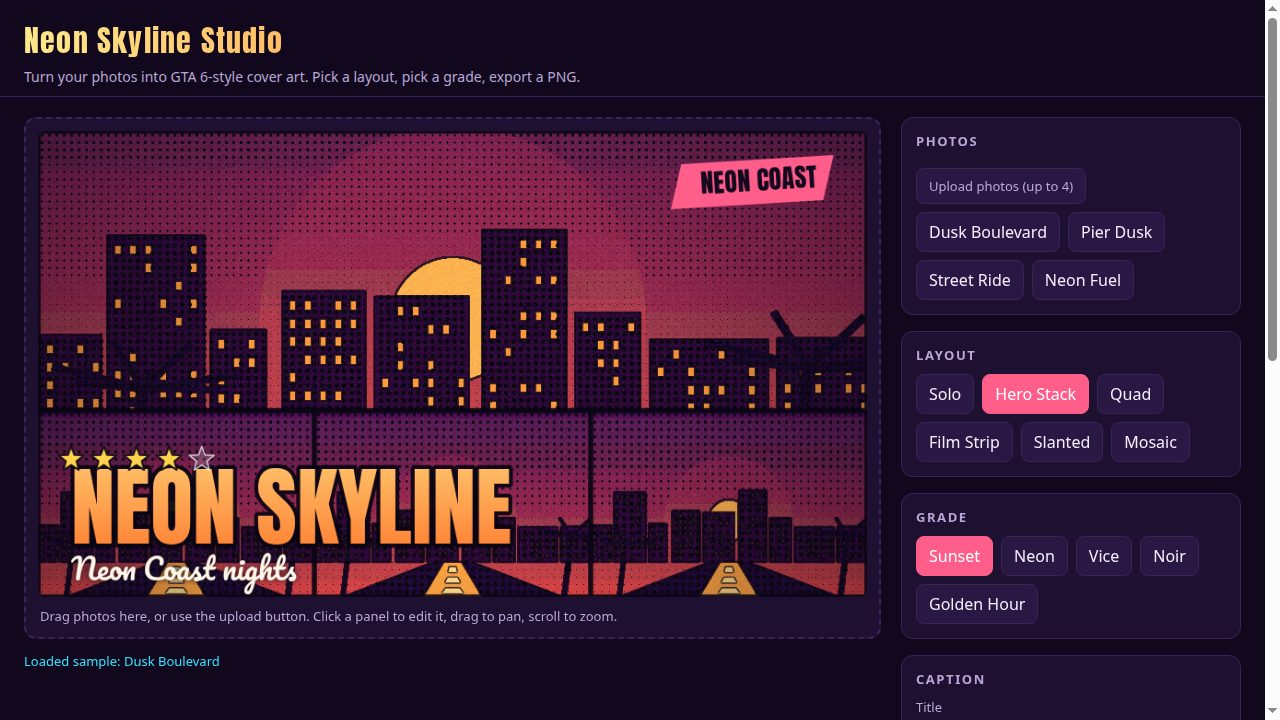 Neon Skyline Studio
Turn your photos into GTA 6-style cover art. Pick a layout, pick a grade, export a PNG.
NEON COAST
NEON SKYLINE
Neon Coast nights
Drag photos here, or use the upload button. Click a panel to edit it, drag to pan, scroll to zoom.
Loaded sample: Dusk Boulevard
PHOTOS
Upload photos (up to 4)
Dusk Boulevard Pier Dusk
Street Ride Neon Fuel
LAYOUT
Solo Hero Stack Quad
Film Strip Slanted Mosaic
GRADE
Sunset Neon Vice Noir
Golden Hour
CAPTION
Title